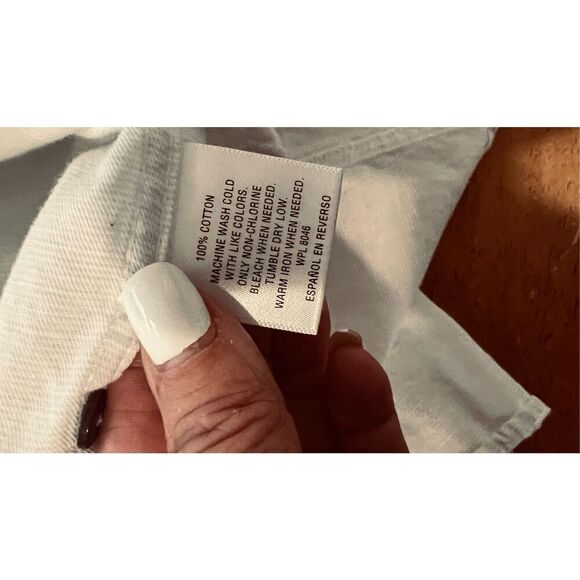 100% COTTON
MACHINE WASH COLD
WITH LIKE COLORS.
ONLY NON-CHLORINE
BLEACH WHEN NEEDED.
TUMBLE DRY LOW.
WARM IRON WHEN NEEDED.
WPL 8046
ESPAÑOL EN REVERSO